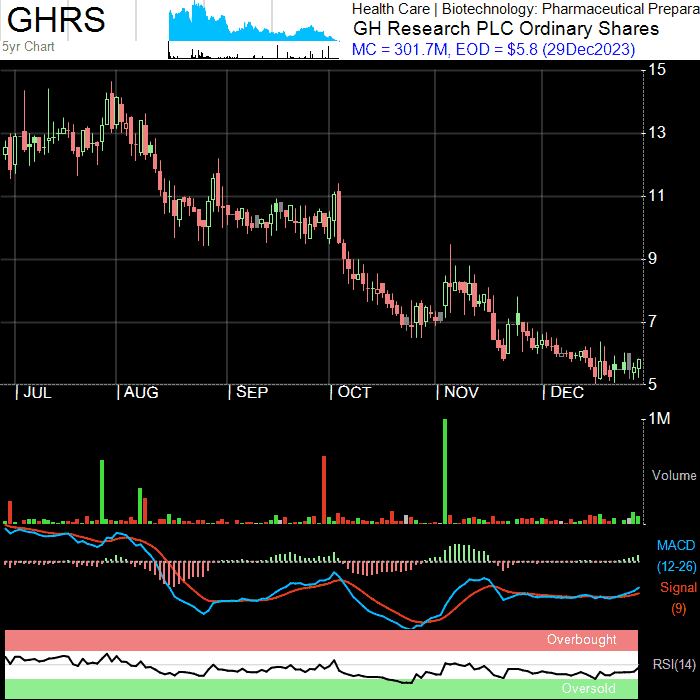 GHRS
5yr Chart
Health Care | Biotechnology: Pharmaceutical Prepara
GH Research PLC Ordinary Shares
MC = 301.7M, EOD = $5.8 (29Dec2023)
15
13
11
9
7
5
JUL AUG SEP OCT NOV DEC
1M
Volume
MACD
(12-26)
Signal
(9)
Overbought
RSI(14)
Oversold